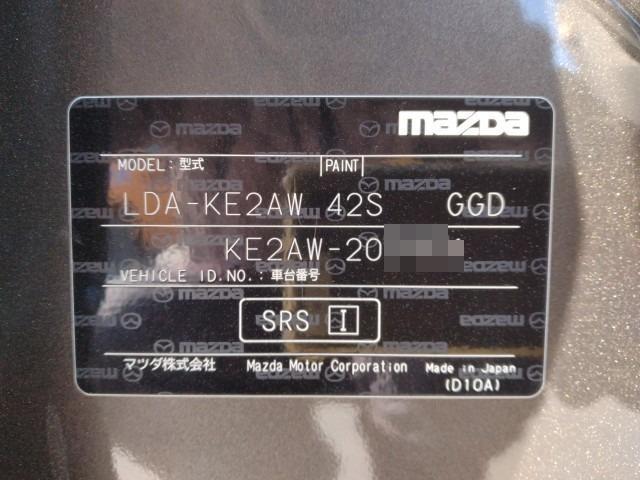 mazda
MODEL: 型式 PAINT
LDA-KE2AW 42S GGD
KE2AW-20
VEHICLE ID.NO.: 車台番号
SRS I
マツダ株式会社 Mazda Motor Corporation Made in Japan
(D10A)